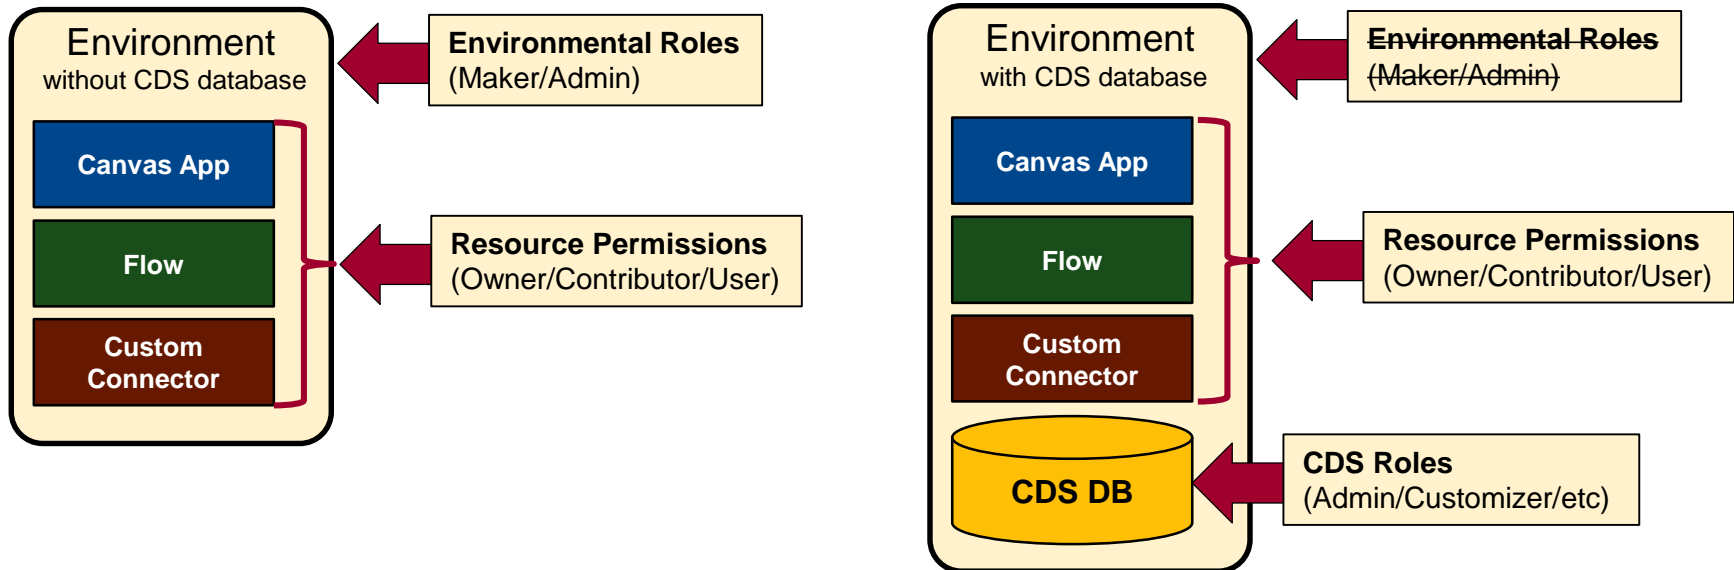 Environment
without CDS database
Canvas App
Flow
Custom
Connector
Environmental Roles
(Maker/Admin)
Resource Permissions
(Owner/Contributor/User)
Environment
with CDS database
Canvas App
Flow
Custom
Connector
CDS DB
Environmental Roles
(Maker/Admin)
Resource Permissions
(Owner/Contributor/User)
CDS Roles
(Admin/Customizer/etc)